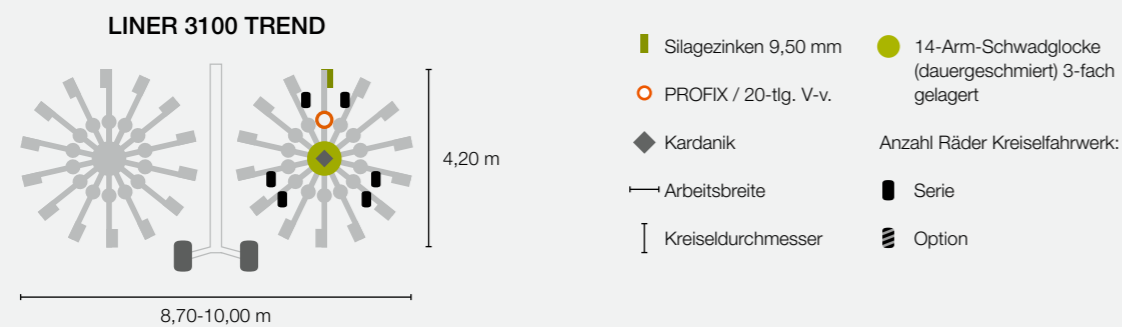 LINER 3100 TREND
4,20 m
8,70-10,00 m
Silagezinken 9,50 mm
PROFIX / 20-tlg. V-v.
Kardanik
Arbeitsbreite
Kreiseldurchmesser
14-Arm-Schwadglocke
(dauergeschmiert) 3-fach
gelagert
Anzahl Räder Kreiselfahrwerk:
Serie
Option